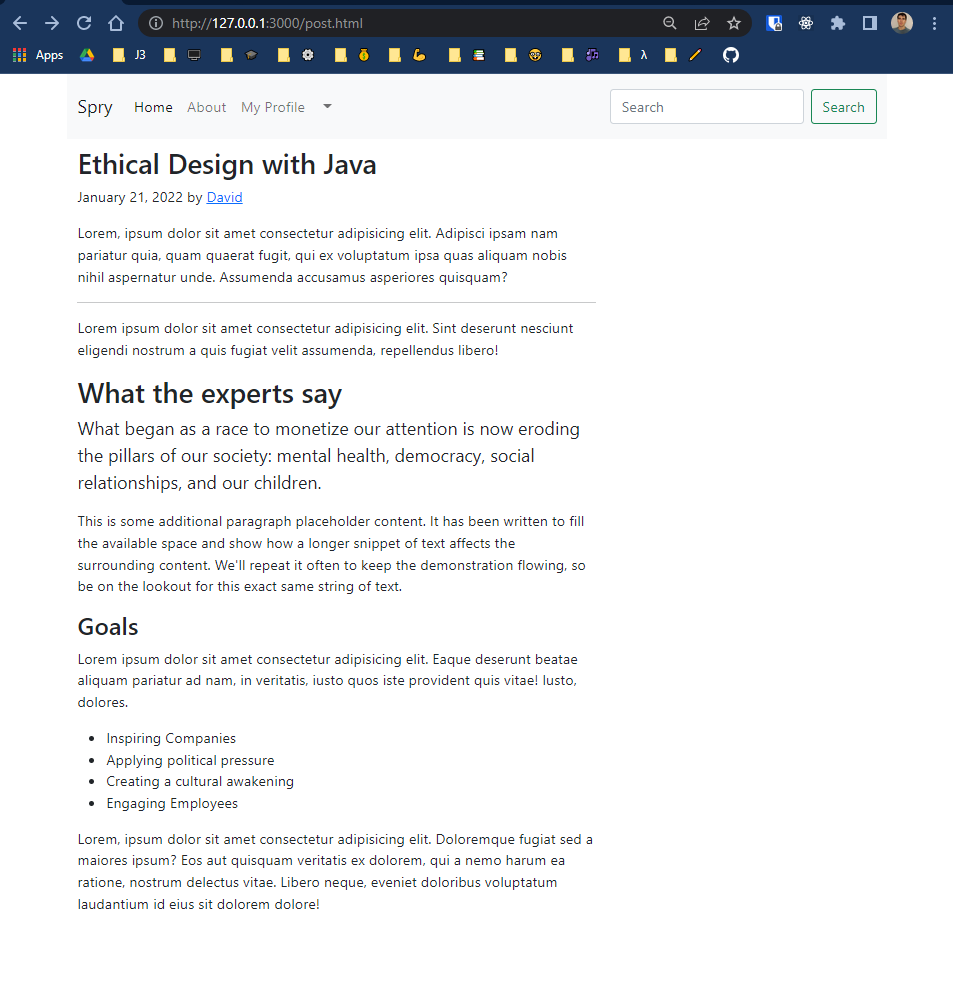 http://127.0.0.1:3000/post.html
Apps J3 λ
Spry Home About My Profile Search Search
Ethical Design with Java
January 21, 2022 by David
Lorem, ipsum dolor sit amet consectetur adipisicing elit. Adipisci ipsam nam
pariatur quia, quam quaerat fugit, qui ex voluptatum ipsa quas aliquam nobis
nihil aspernatur unde. Assumenda accusamus asperiores quisquam?
Lorem ipsum dolor sit amet consectetur adipisicing elit. Sint deserunt nesciunt
eligendi nostrum a quis fugiat velit assumenda, repellendus libero!
What the experts say
What began as a race to monetize our attention is now eroding
the pillars of our society: mental health, democracy, social
relationships, and our children.
This is some additional paragraph placeholder content. It has been written to fill
the available space and show how a longer snippet of text affects the
surrounding content. We'll repeat it often to keep the demonstration flowing, so
be on the lookout for this exact same string of text.
Goals
Lorem ipsum dolor sit amet consectetur adipisicing elit. Eaque deserunt beatae
aliquam pariatur ad nam, in veritatis, iusto quos iste provident quis vitae! Iusto,
dolores.
• Inspiring Companies
• Applying political pressure
• Creating a cultural awakening
• Engaging Employees
Lorem, ipsum dolor sit amet consectetur adipisicing elit. Doloremque fugiat sed a
maiores ipsum? Eos aut quisquam veritatis ex dolorem, qui a nemo harum ea
ratione, nostrum delectus vitae. Libero neque, eveniet doloribus voluptatum
laudantium id eius sit dolorem dolore!